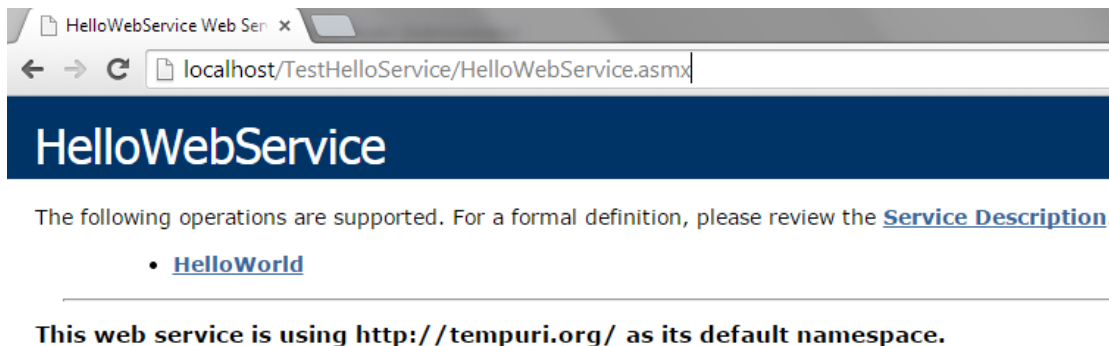 HelloWebService Web Ser
localhost/TestHelloService/HelloWebService.asmx
HelloWebService
The following operations are supported. For a formal definition, please review the Service Description
• HelloWorld
This web service is using http://tempuri.org/ as its default namespace.